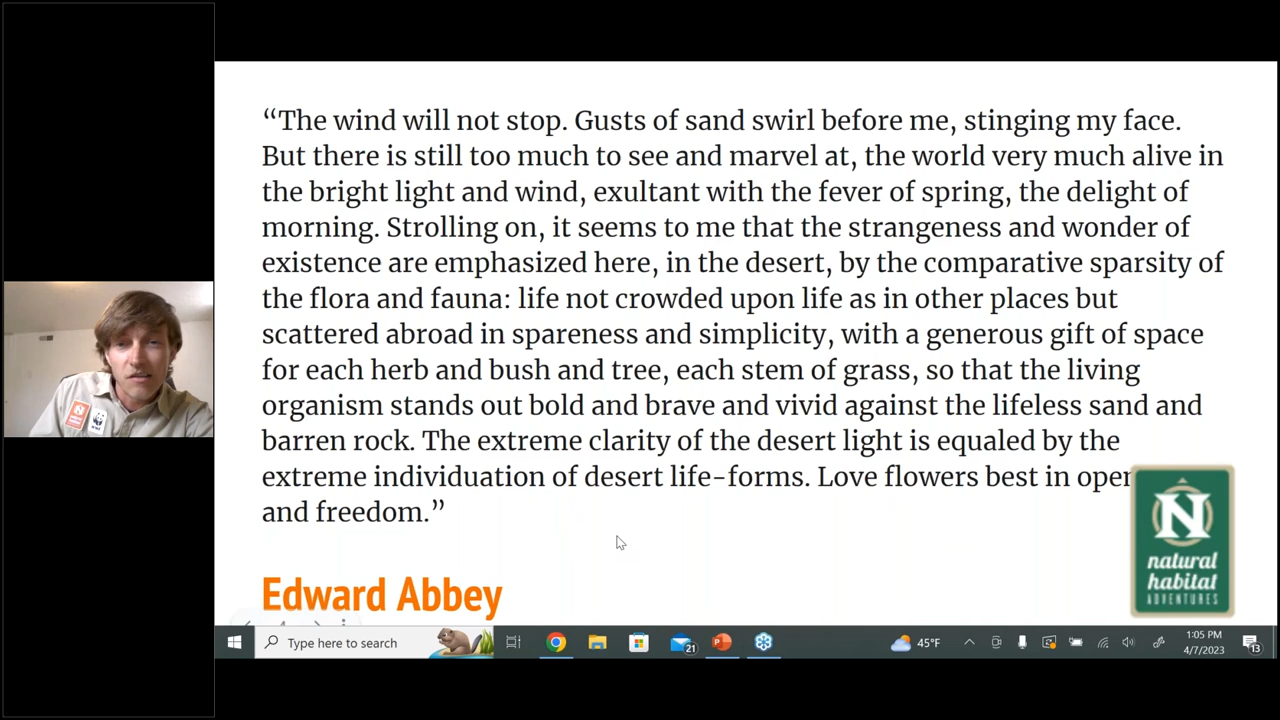 “The wind will not stop. Gusts of sand swirl before me, stinging my face.
But there is still too much to see and marvel at, the world very much alive in
the bright light and wind, exultant with the fever of spring, the delight of
morning. Strolling on, it seems to me that the strangeness and wonder of
existence are emphasized here, in the desert, by the comparative sparsity of
the flora and fauna: life not crowded upon life as in other places but
scattered abroad in spareness and simplicity, with a generous gift of space
for each herb and bush and tree, each stem of grass, so that the living
organism stands out bold and brave and vivid against the lifeless sand and
barren rock. The extreme clarity of the desert light is equaled by the
extreme individuation of desert life-forms. Love flowers best in
and freedom.”
Edward Abbey
N
natural
habitat
ADVENTURES
Type here to search
21
P
45°F
1:05 PM
4/7/2023
13